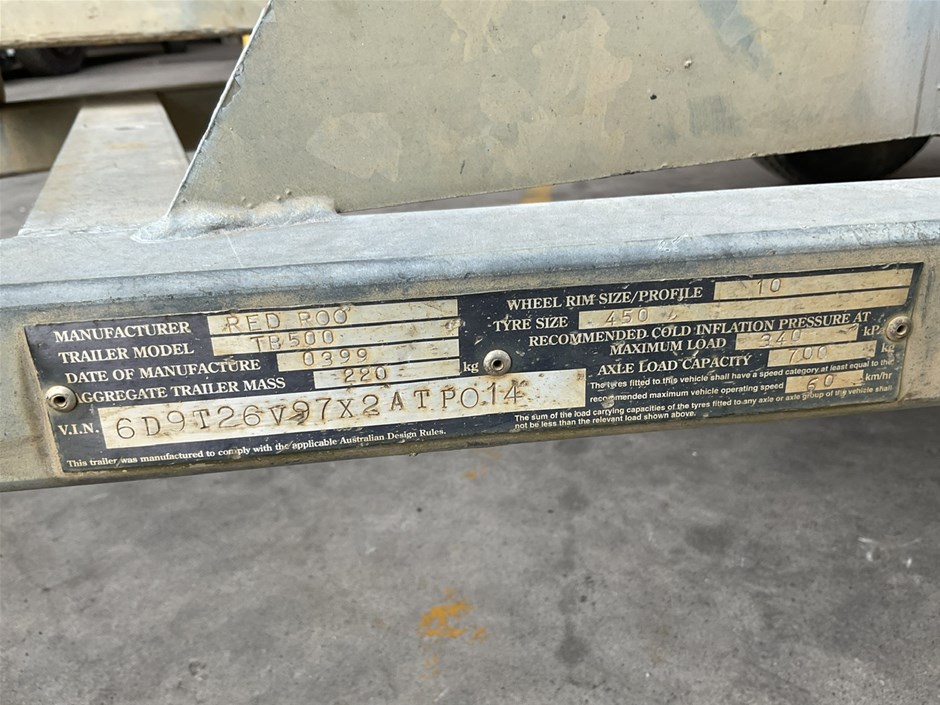 MANUFACTURER RED ROO
TRAILER MODEL TB500
DATE OF MANUFACTURE 0399
AGGREGATE TRAILER MASS 220 kg
V.I.N. 6D9T26V97X2ATP014
This trailer was manufactured to comply with the applicable Australian Design Rules.
WHEEL RIM SIZE/PROFILE 10
TYRE SIZE 450
RECOMMENDED COLD INFLATION PRESSURE AT
MAXIMUM LOAD 340 kP
AXLE LOAD CAPACITY 700 kg
The tyres fitted to this vehicle shall have a speed category at least equal to the
recommended maximum vehicle operating speed 60 km/hr
The sum of the load carrying capacities of the tyres fitted to any axle or axle group of the vehicle shall
not be less than the relevant load shown above.